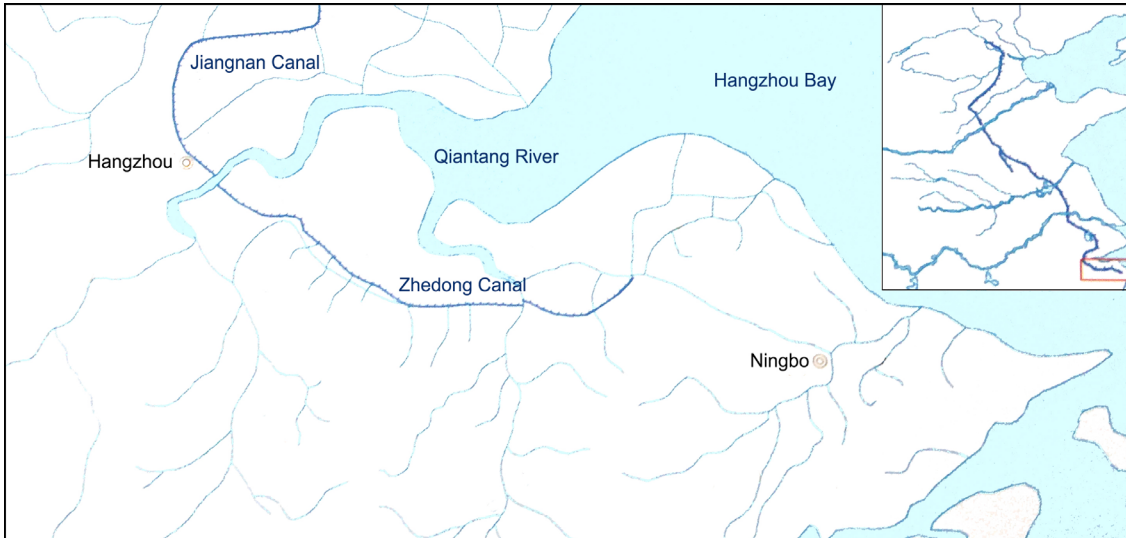 Jiangnan Canal
Hangzhou Bay
Hangzhou
Qiantang River
Zhedong Canal
Ningbo